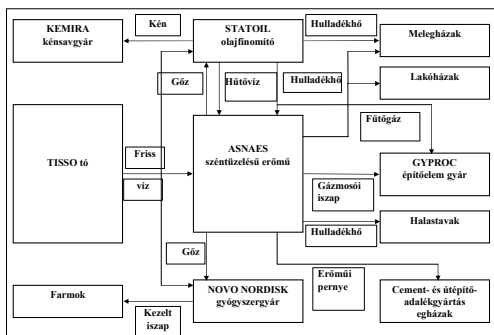 KEMIRA
kénsavgyár
Kén
STATOIL
olajfinomító
Hulladékhő
Melegházak
Gőz
Hűtővíz
Hulladékhő
Lakóházak
Fűtőgáz
TISSO tó
Friss
víz
ASNAES
széntüzelésű erőmű
Gázmosói
iszap
GYPROC
építőelem gyár
Halastavak
Hulladékhő
Gőz
Erőműi
pernye
Farmok
Kezelt
iszap
NOVO NORDISK
gyógyszergyár
Cement- és útépítő-
adalékgyártás
egházak